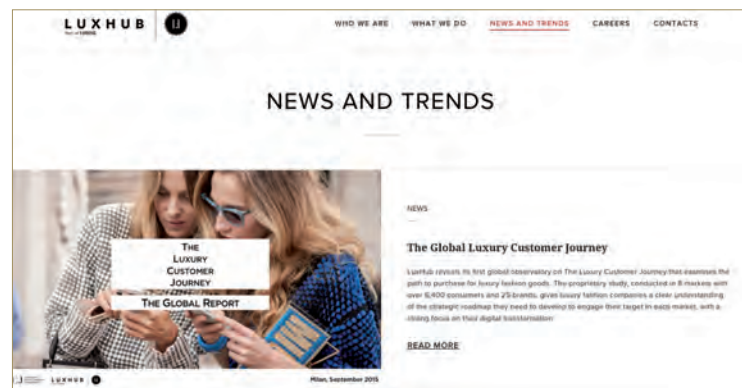 LUXHUB
WHO WE ARE WHAT WE DO NEWS AND TRENDS CAREERS CONTACTS
NEWS AND TRENDS
THE
LUXURY
CUSTOMER
JOURNEY
THE GLOBAL REPORT
LUXHUB
Milan, September 2015
NEWS
The Global Luxury Customer Journey
LuxHub reveals its first global observatory on The Luxury Customer Journey that examines the
path to purchase for luxury fashion goods. The proprietary study, conducted in 8 markets with
over 6,400 consumers and 25 brands, gives luxury fashion companies a clear understanding
of the strategic roadmap they need to develop to engage their target in each market, with a
strong focus on their digital transformation
READ MORE